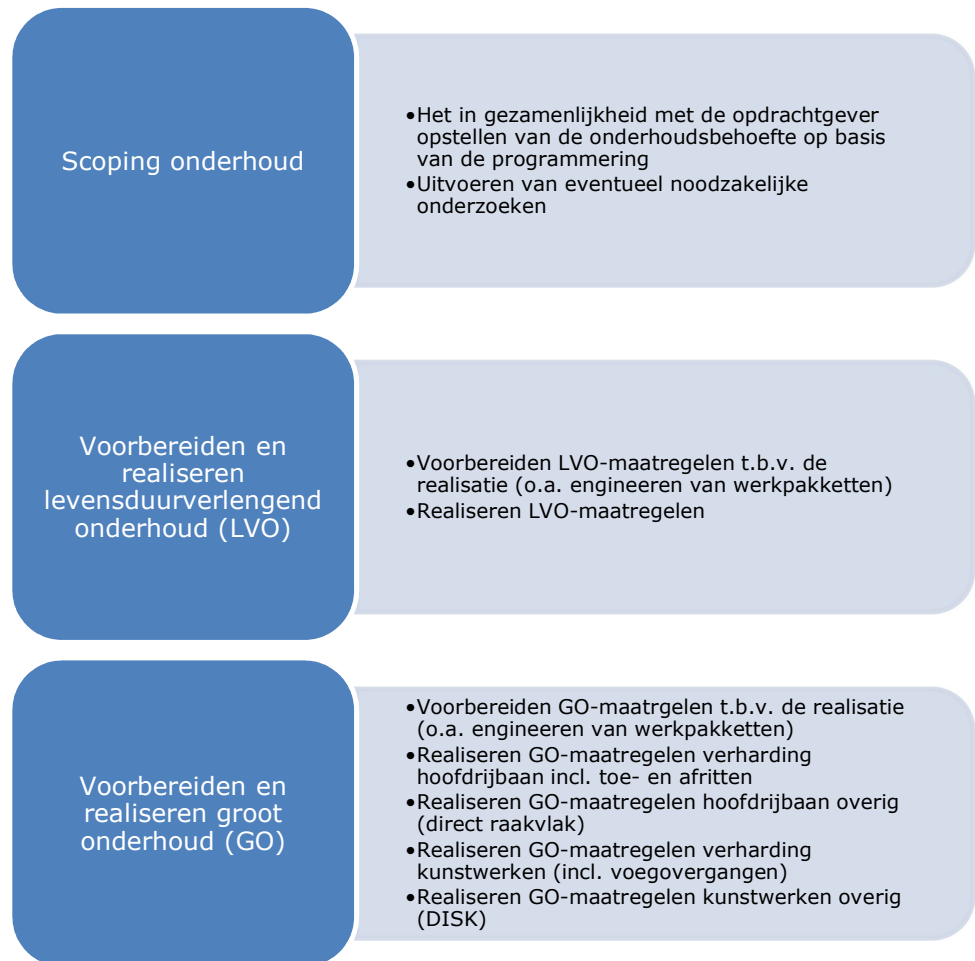 Scoping onderhoud
•Het in gezamenlijkheid met de opdrachtgever
opstellen van de onderhoudsbehoefte op basis
van de programmering
•Uitvoeren van eventueel noodzakelijke
onderzoeken
Voorbereiden en
realiseren
levensduurverlengend
onderhoud (LVO)
•Voorbereiden LVO-maatregelen t.b.v. de
realisatie (o.a. engineeren van werkpakketten)
•Realiseren LVO-maatregelen
Voorbereiden en
realiseren groot
onderhoud (GO)
•Voorbereiden GO-maatrgelen t.b.v. de realisatie
(o.a. engineeren van werkpakketten)
•Realiseren GO-maatregelen verharding
hoofdrijbaan incl. toe- en afritten
•Realiseren GO-maatregelen hoofdrijbaan overig
(direct raakvlak)
•Realiseren GO-maatregelen verharding
kunstwerken (incl. voegovergangen)
•Realiseren GO-maatregelen kunstwerken overig
(DISK)